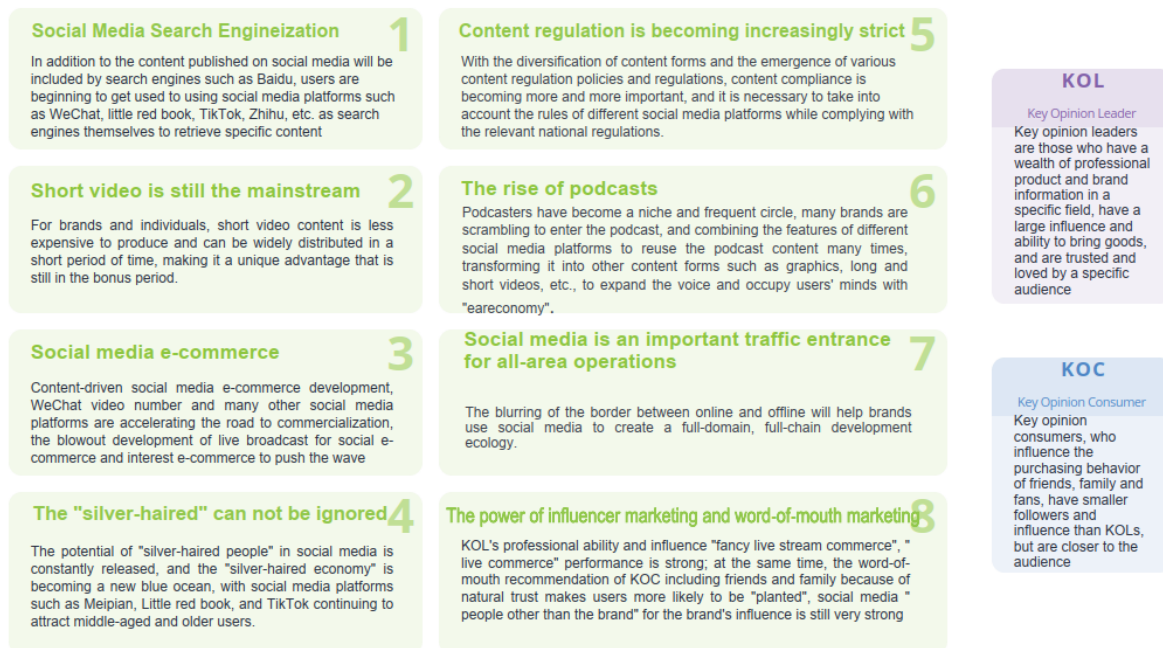 Social Media Search Engineization
1
In addition to the content published on social media will be
included by search engines such as Baidu, users are
beginning to get used to using social media platforms such
as WeChat, little red book, TikTok, Zhihu, etc. as search
engines themselves to retrieve specific content
Short video is still the mainstream
2
For brands and individuals, short video content is less
expensive to produce and can be widely distributed in a
short period of time, making it a unique advantage that is
still in the bonus period.
Social media e-commerce
3
Content-driven social media e-commerce development,
WeChat video number and many other social media
platforms are accelerating the road to commercialization,
the blowout development of live broadcast for social e-
commerce and interest e-commerce to push the wave
The "silver-haired" can not be ignored
4
The potential of "silver-haired people" in social media is
constantly released, and the "silver-haired economy" is
becoming a new blue ocean, with social media platforms
such as Meipian, Little red book, and TikTok continuing to
attract middle-aged and older users.
Content regulation is becoming increasingly strict
5
With the diversification of content forms and the emergence of various
content regulation policies and regulations, content compliance is
becoming more and more important, and it is necessary to take into
account the rules of different social media platforms while complying with
the relevant national regulations.
The rise of podcasts
6
Podcasters have become a niche and frequent circle, many brands are
scrambling to enter the podcast, and combining the features of different
social media platforms to reuse the podcast content many times,
transforming it into other content forms such as graphics, long and
short videos, etc., to expand the voice and occupy users' minds with
"eareconomy".
Social media is an important traffic entrance
for all-area operations
7
The blurring of the border between online and offline will help brands
use social media to create a full-domain, full-chain development
ecology.
The power of influencer marketing and word-of-mouth marketing
8
KOL's professional ability and influence "fancy live stream commerce", "
live commerce" performance is strong; at the same time, the word-of-
mouth recommendation of KOC including friends and family because of
natural trust makes users more likely to be "planted", social media "
people other than the brand" for the brand's influence is still very strong
KOL
Key Opinion Leader
Key opinion leaders
are those who have a
wealth of professional
product and brand
information in a
specific field, have a
large influence and
ability to bring goods,
and are trusted and
loved by a specific
audience
KOC
Key Opinion Consumer
Key opinion
consumers, who
influence the
purchasing behavior
of friends, family and
fans, have smaller
followers and
influence than KOLs,
but are closer to the
audience